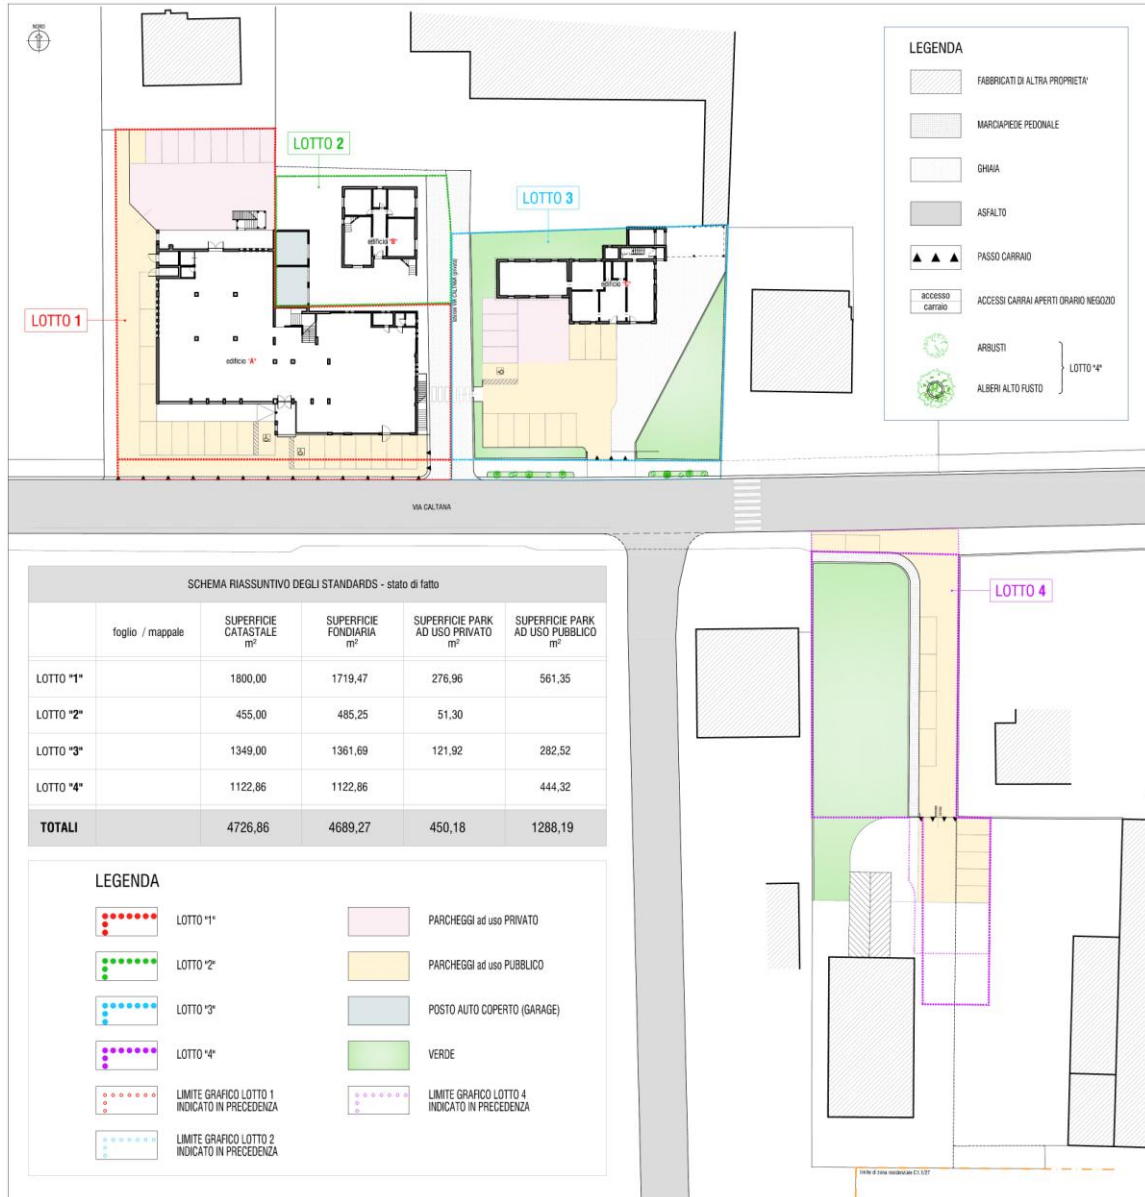 NORD
LEGENDA
FABBRICATI DI ALTRA PROPRIETA'
MARCIAPIEDE PEDONALE
GHIAIA
ASFALTO
PASSO CARRAIO
accesso
carraio
ACCESSI CARRAI APERTI ORARIO NEGOZIO
ARBUSTI
LOTTO "4"
ALBERI ALTO FUSTO
LOTTO 2
LOTTO 3
LOTTO 1
edificio "B"
edificio "A"
VIA CALTANA
LOTTO 4
SCHEMA RIASSUNTIVO DEGLI STANDARDS - stato di fatto
foglio / mappale
SUPERFICIE
CATASTALE
m²
SUPERFICIE
FONDIARIA
m²
SUPERFICIE PARK
AD USO PRIVATO
m²
SUPERFICIE PARK
AD USO PUBBLICO
m²
LOTTO "1" 1800,00 1719,47 276,96 561,35
LOTTO "2" 455,00 485,25 51,30
LOTTO "3" 1349,00 1361,69 121,92 282,52
LOTTO "4" 1122,86 1122,86 444,32
TOTALI 4726,86 4689,27 450,18 1288,19
LEGENDA
LOTTO "1"
LOTTO "2"
LOTTO "3"
LOTTO "4"
LIMITE GRAFICO LOTTO 1
INDICATO IN PRECEDENZA
LIMITE GRAFICO LOTTO 2
INDICATO IN PRECEDENZA
PARCHEGGI ad uso PRIVATO
PARCHEGGI ad uso PUBBLICO
POSTO AUTO COPERTO (GARAGE)
VERDE
LIMITE GRAFICO LOTTO 4
INDICATO IN PRECEDENZA
limite di zona residenziale C1.1/27